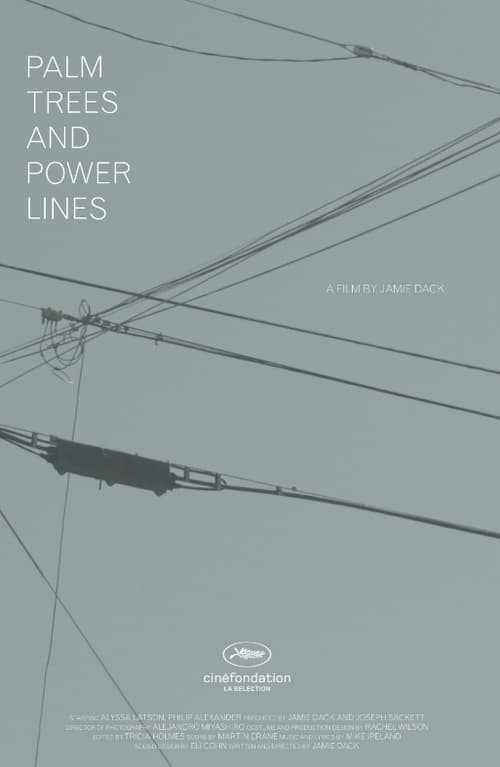 PALM
TREES
AND
POWER
LINES
A FILM BY JAMIE DACK
cinéfondation
LA SELECTION
STARRING ALYSSA LATSON, PHILIP ALEXANDER PRODUCED BY JAMIE DACK AND JOSEPH SACKETT
DIRECTOR OF PHOTOGRAPHY ALEJANDRO MIYASHIRO COSTUME AND PRODUCTION DESIGN BY RACHEL WILSON
EDITED BY TRICIA HOLMES SCORE BY MARTIN CRANE MUSIC AND LYRICS BY MIKE IRELAND
SOUND DESIGN BY ELI COHN WRITTEN AND DIRECTED BY JAMIE DACK